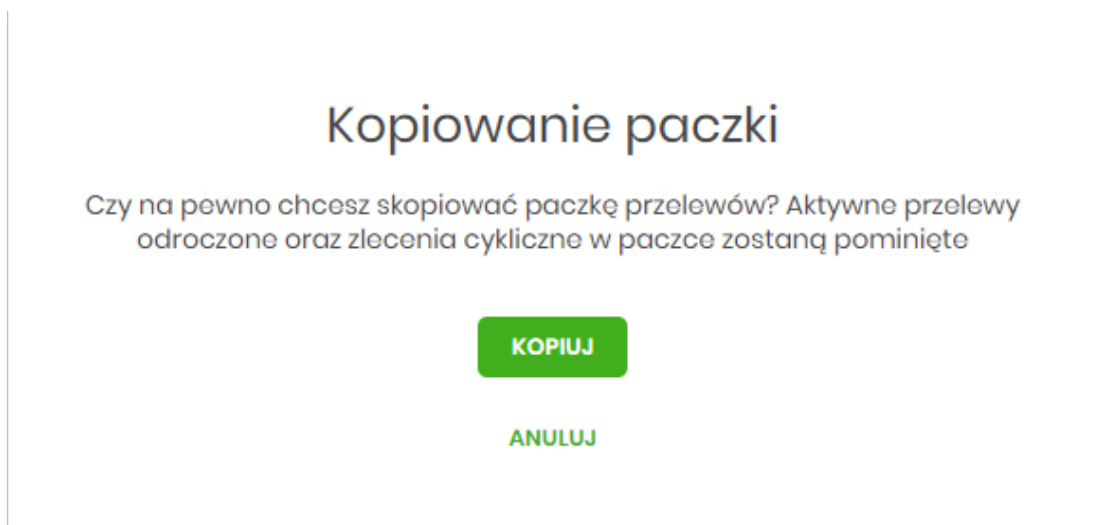 Kopiowanie paczki
Czy na pewno chcesz skopiować paczkę przelewów? Aktywne przelewy
odroczone oraz zlecenia cykliczne w paczce zostaną pominięte
KOPIUJ
ANULUJ